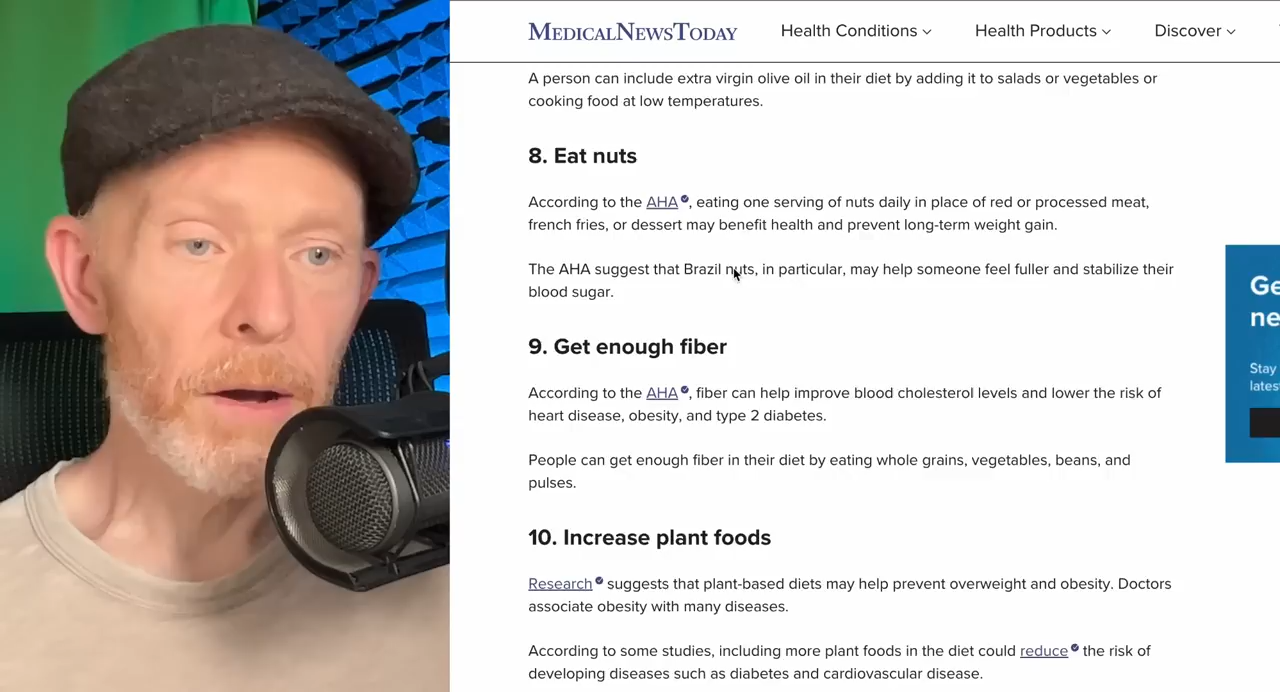 MEDICALNEWSTODAY
Health Conditions
Health Products
Discover
A person can include extra virgin olive oil in their diet by adding it to salads or vegetables or
cooking food at low temperatures.
8. Eat nuts
According to the AHA, eating one serving of nuts daily in place of red or processed meat,
french fries, or dessert may benefit health and prevent long-term weight gain.
The AHA suggest that Brazil nuts, in particular, may help someone feel fuller and stabilize their
blood sugar.
9. Get enough fiber
According to the AHA, fiber can help improve blood cholesterol levels and lower the risk of
heart disease, obesity, and type 2 diabetes.
People can get enough fiber in their diet by eating whole grains, vegetables, beans, and
pulses.
10. Increase plant foods
Research suggests that plant-based diets may help prevent overweight and obesity. Doctors
associate obesity with many diseases.
According to some studies, including more plant foods in the diet could reduce the risk of
developing diseases such as diabetes and cardiovascular disease.
Ge
ne
Stay
lates